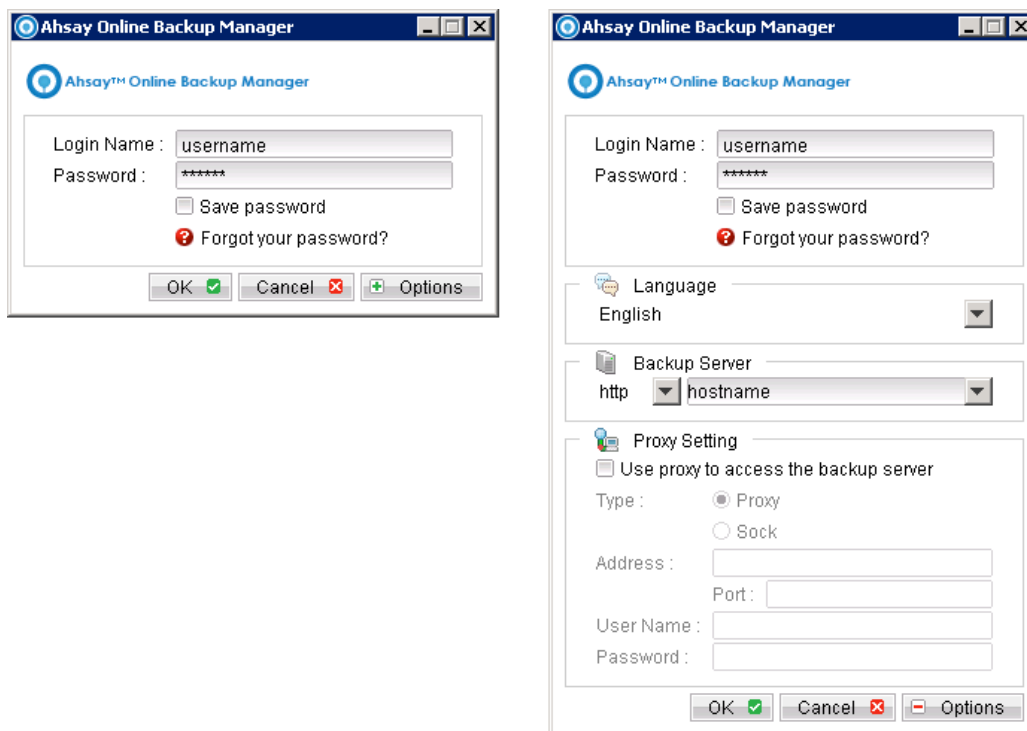 Ahsay Online Backup Manager
Ahsay™ Online Backup Manager
Login Name : username
Password : ******
Save password
Forgot your password?
OK Cancel Options
Ahsay Online Backup Manager
Ahsay™ Online Backup Manager
Login Name : username
Password : ******
Save password
Forgot your password?
Language
English
Backup Server
http hostname
Proxy Setting
Use proxy to access the backup server
Type : Proxy
Sock
Address :
Port :
User Name :
Password :
OK Cancel Options